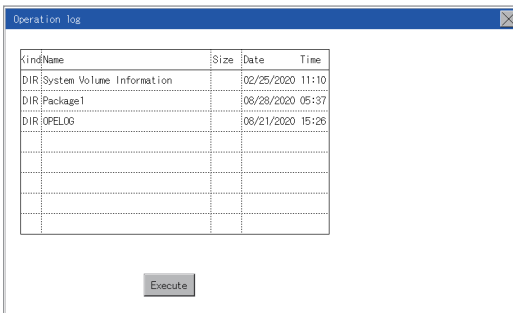 Operation log
Kind Name Size Date Time
DIR System Volume Information 02/25/2020 11:10
DIR Package1 08/28/2020 05:37
DIR OPELOG 08/21/2020 15:26
Execute